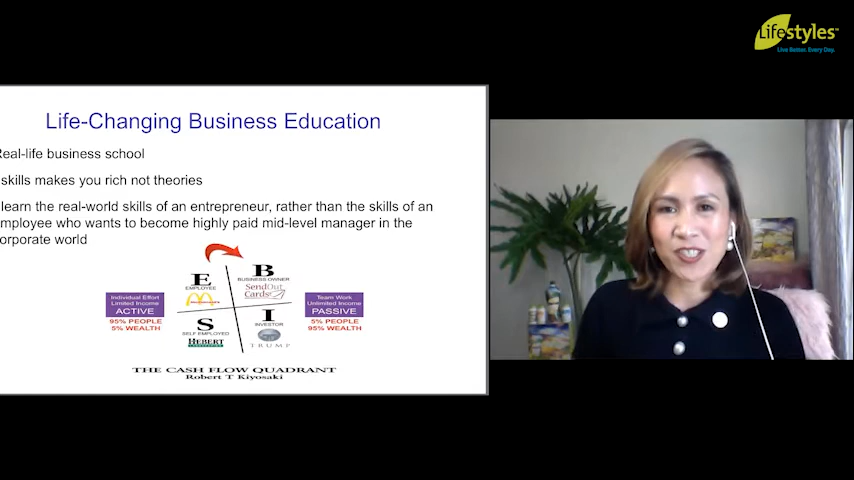 Lifestyles™
Live Better. Every Day.
Life-Changing Business Education
Real-life business school
skills makes you rich not theories
learn the real-world skills of an entrepreneur, rather than the skills of an
employee who wants to become highly paid mid-level manager in the
corporate world
E
EMPLOYEE
B
BUSINESS OWNER
SendOut
Cards
Individual Effort
Limited Income
ACTIVE
95% PEOPLE
5% WEALTH
Team Work
Unlimited Income
PASSIVE
5% PEOPLE
95% WEALTH
S
SELF EMPLOYED
HEBERT
I
INVESTOR
TRUMP
THE CASH FLOW QUADRANT
Robert T Kiyosaki